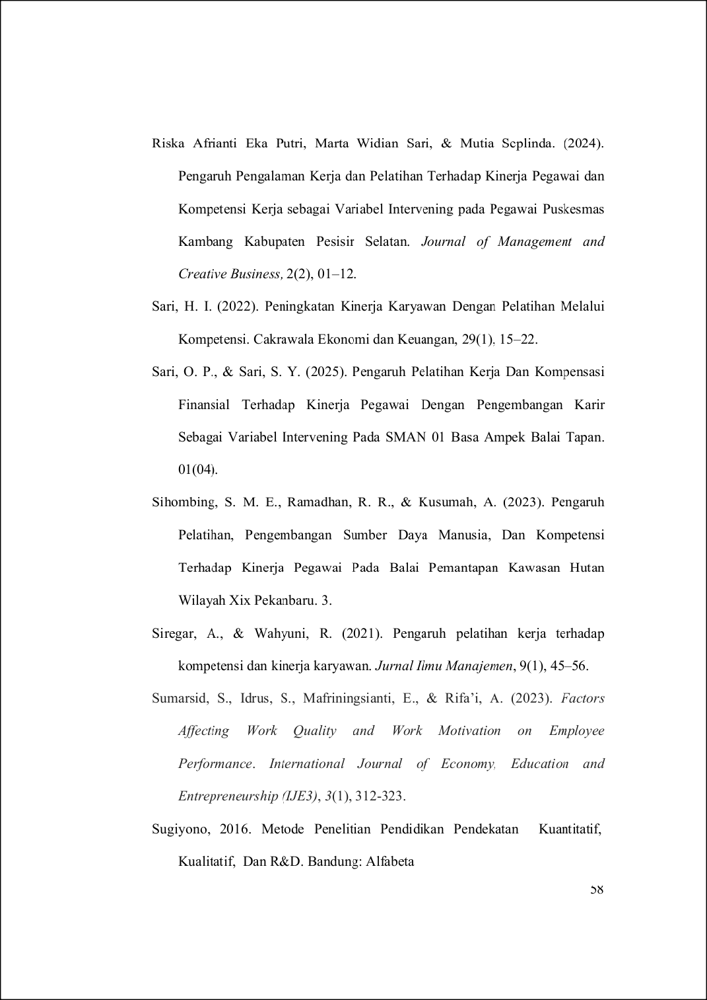 Riska Afrianti Eka Putri, Marta Widian Sari, & Mutia Seplinda. (2024).
Pengaruh Pengalaman Kerja dan Pelatihan Terhadap Kinerja Pegawai dan
Kompetensi Kerja sebagai Variabel Intervening pada Pegawai Puskesmas
Kambang Kabupaten Pesisir Selatan. Journal of Management and
Creative Business, 2(2), 01–12.
Sari, H. I. (2022). Peningkatan Kinerja Karyawan Dengan Pelatihan Melalui
Kompetensi. Cakrawala Ekonomi dan Keuangan, 29(1), 15–22.
Sari, O. P., & Sari, S. Y. (2025). Pengaruh Pelatihan Kerja Dan Kompensasi
Finansial Terhadap Kinerja Pegawai Dengan Pengembangan Karir
Sebagai Variabel Intervening Pada SMAN 01 Basa Ampek Balai Tapan.
01(04).
Sihombing, S. M. E., Ramadhan, R. R., & Kusumah, A. (2023). Pengaruh
Pelatihan, Pengembangan Sumber Daya Manusia, Dan Kompetensi
Terhadap Kinerja Pegawai Pada Balai Pemantapan Kawasan Hutan
Wilayah Xix Pekanbaru. 3.
Siregar, A., & Wahyuni, R. (2021). Pengaruh pelatihan kerja terhadap
kompetensi dan kinerja karyawan. Jurnal Ilmu Manajemen, 9(1), 45–56.
Sumarsid, S., Idrus, S., Mafriningsianti, E., & Rifa’i, A. (2023). Factors
Affecting Work Quality and Work Motivation on Employee
Performance. International Journal of Economy, Education and
Entrepreneurship (IJE3), 3(1), 312-323.
Sugiyono, 2016. Metode Penelitian Pendidikan Pendekatan Kuantitatif,
Kualitatif, Dan R&D. Bandung: Alfabeta
58